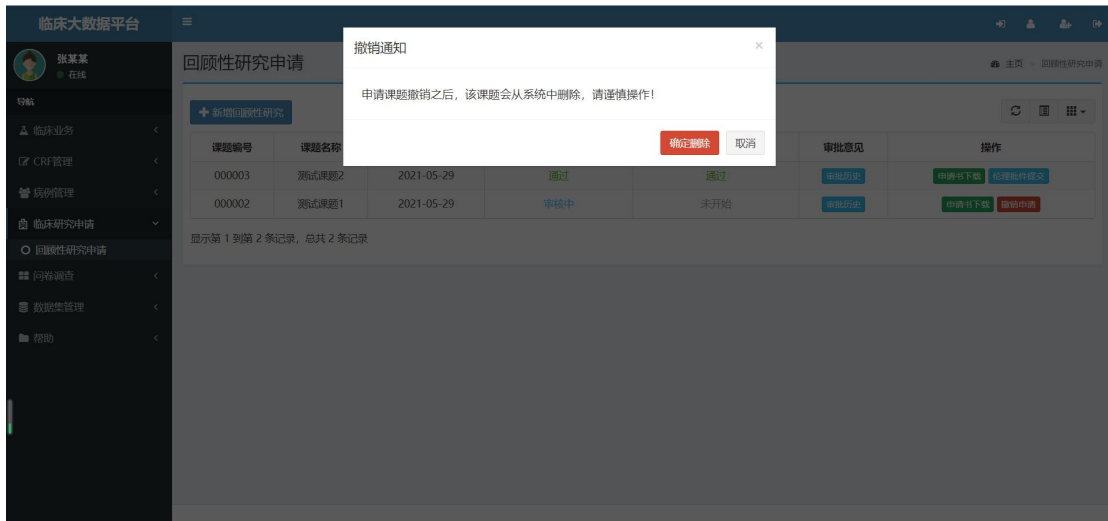 临床大数据平台
张某某
在线
导航
临床业务
CRF管理
病例管理
临床研究申请
回顾性研究申请
问卷调查
数据集管理
帮助
回顾性研究申请
主页 > 回顾性研究申请
撤销通知 ×
申请课题撤销之后，该课题会从系统中删除，请谨慎操作！
确定删除 取消
新增回顾性研究
课题编号 课题名称 审批意见 操作
000003 测试课题2 2021-05-29 通过 通过 审批历史 申请书下载 伦理批件提交
000002 测试课题1 2021-05-29 审核中 未开始 审批历史 申请书下载 撤销申请
显示第 1 到第 2 条记录，总共 2 条记录